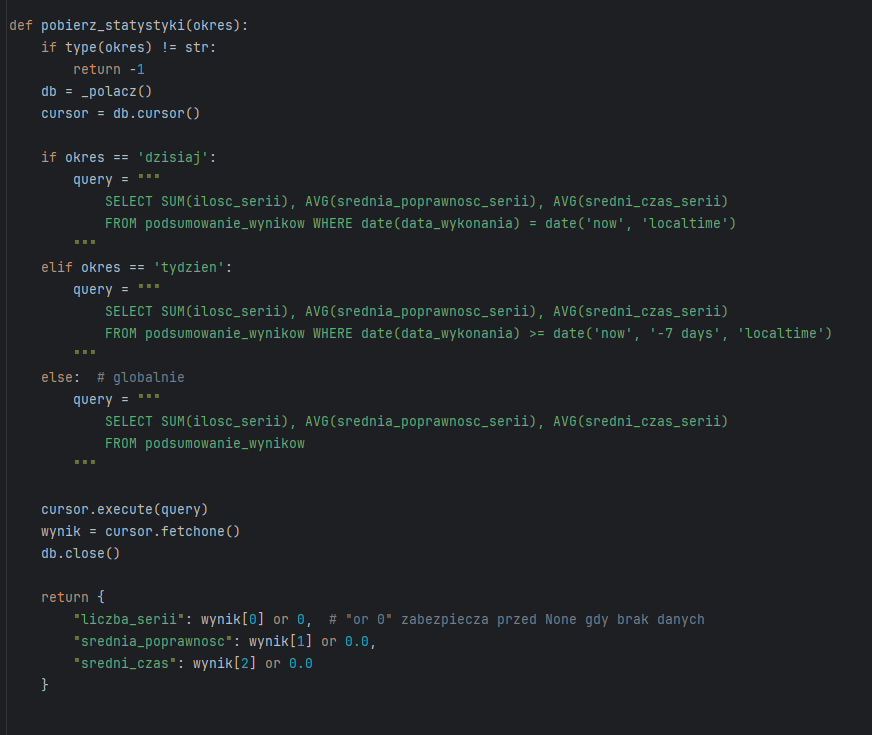 def pobierz_statystyki(okres):
    if type(okres) != str:
        return -1
    db = _polacz()
    cursor = db.cursor()

    if okres == 'dzisiaj':
        query = """
            SELECT SUM(ilosc_serii), AVG(srednia_poprawnosc_serii), AVG(sredni_czas_serii)
            FROM podsumowanie_wynikow WHERE date(data_wykonania) = date('now', 'localtime')
        """
    elif okres == 'tydzien':
        query = """
            SELECT SUM(ilosc_serii), AVG(srednia_poprawnosc_serii), AVG(sredni_czas_serii)
            FROM podsumowanie_wynikow WHERE date(data_wykonania) >= date('now', '-7 days', 'localtime')
        """
    else:  # globalnie
        query = """
            SELECT SUM(ilosc_serii), AVG(srednia_poprawnosc_serii), AVG(sredni_czas_serii)
            FROM podsumowanie_wynikow
        """

    cursor.execute(query)
    wynik = cursor.fetchone()
    db.close()

    return {
        "liczba_serii": wynik[0] or 0,  # "or 0" zabezpiecza przed None gdy brak danych
        "srednia_poprawnosc": wynik[1] or 0.0,
        "sredni_czas": wynik[2] or 0.0
    }